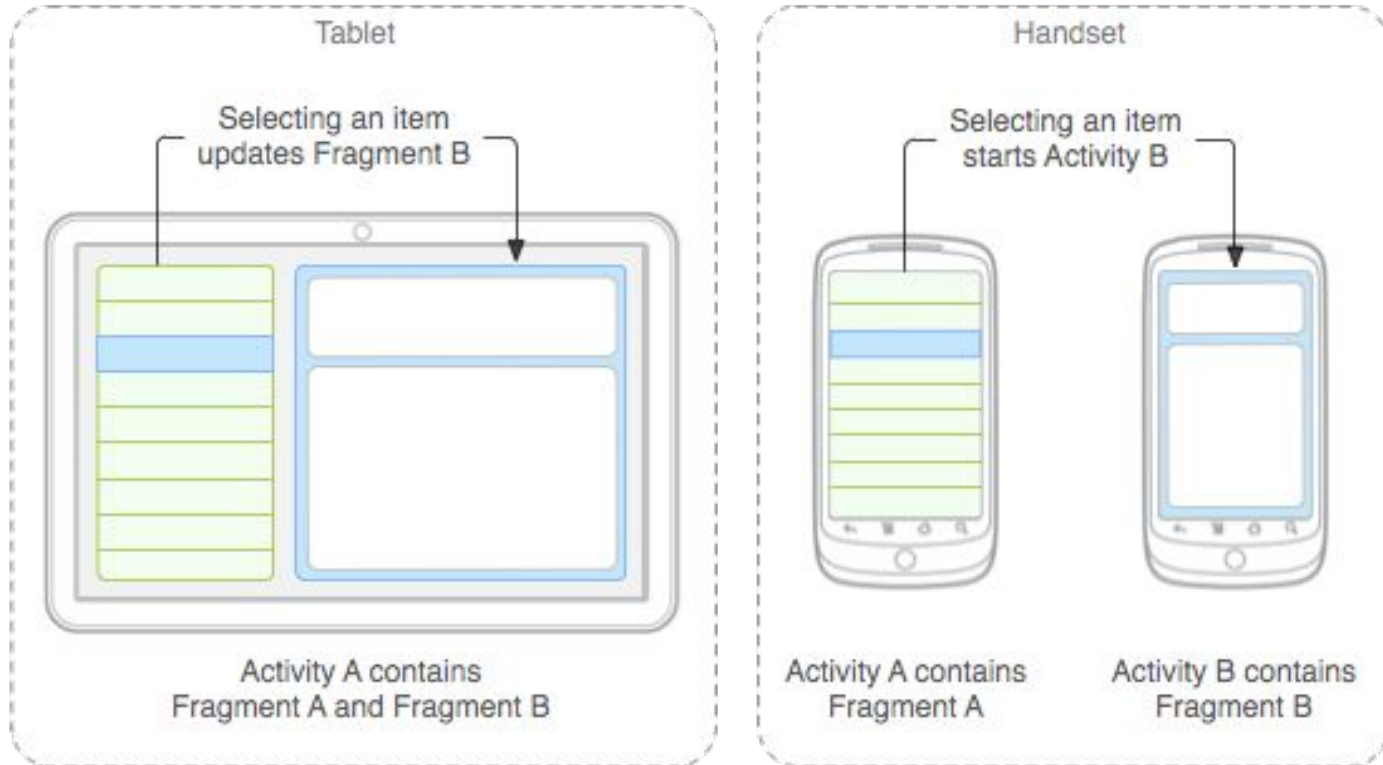 Tablet
Selecting an item
updates Fragment B
Activity A contains
Fragment A and Fragment B
Handset
Selecting an item
starts Activity B
Activity A contains
Fragment A
Activity B contains
Fragment B